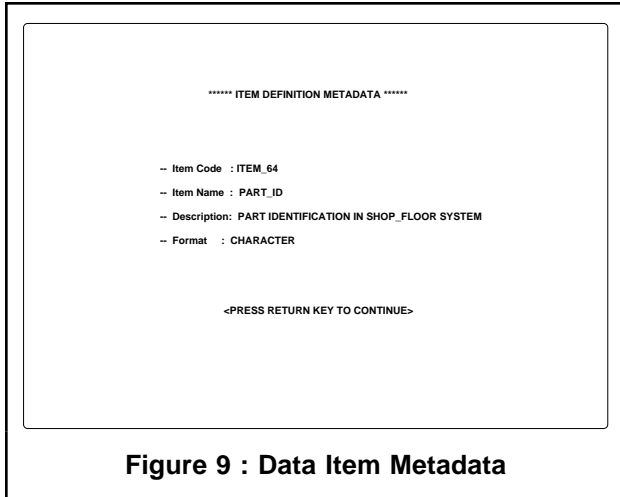 ****** ITEM DEFINITION METADATA ******
-- Item Code : ITEM_64
-- Item Name : PART_ID
-- Description: PART IDENTIFICATION IN SHOP_FLOOR SYSTEM
-- Format : CHARACTER
<PRESS RETURN KEY TO CONTINUE>
Figure 9 : Data Item Metadata